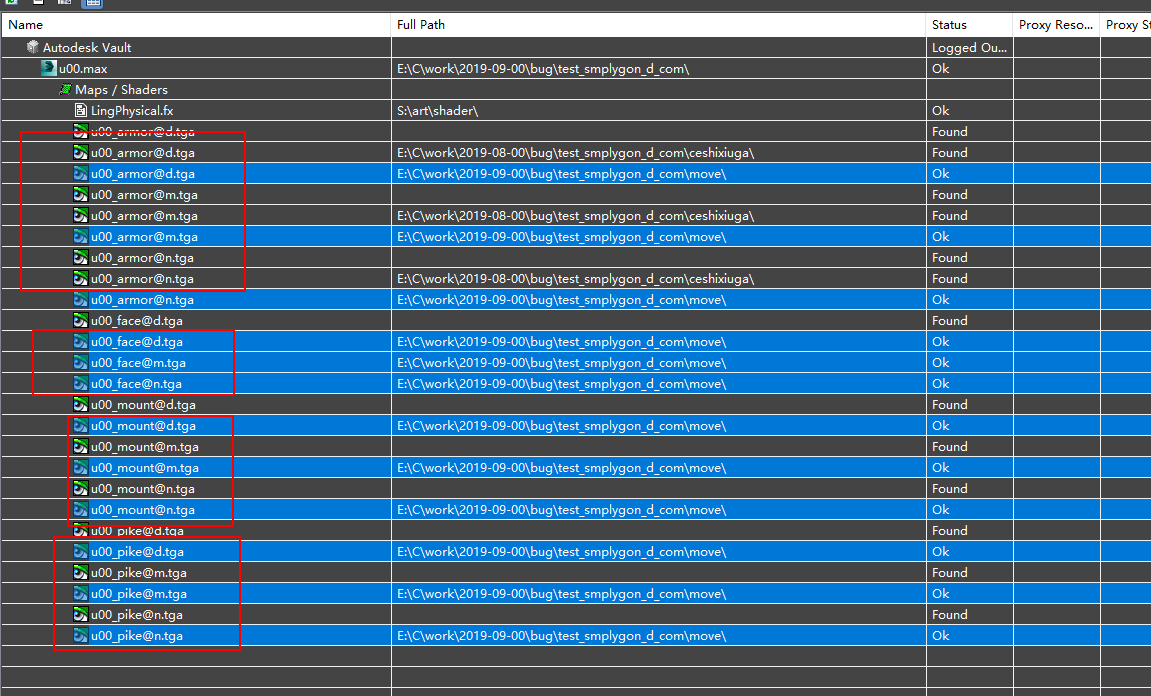 Name Full Path Status Proxy Reso... Proxy St
Autodesk Vault Logged Ou...
u00.max E:\C\work\2019-09-00\bug\test_smplygon_d_com\ Ok
Maps / Shaders
LingPhysical.fx S:\art\shader\ Ok
u00_armor@d.tga Found
u00_armor@d.tga E:\C\work\2019-08-00\bug\test_smplygon_d_com\ceshixiuga\ Found
u00_armor@d.tga E:\C\work\2019-09-00\bug\test_smplygon_d_com\move\ Ok
u00_armor@m.tga Found
u00_armor@m.tga E:\C\work\2019-08-00\bug\test_smplygon_d_com\ceshixiuga\ Found
u00_armor@m.tga E:\C\work\2019-09-00\bug\test_smplygon_d_com\move\ Ok
u00_armor@n.tga Found
u00_armor@n.tga E:\C\work\2019-08-00\bug\test_smplygon_d_com\ceshixiuga\ Found
u00_armor@n.tga E:\C\work\2019-09-00\bug\test_smplygon_d_com\move\ Ok
u00_face@d.tga Found
u00_face@d.tga E:\C\work\2019-09-00\bug\test_smplygon_d_com\move\ Ok
u00_face@m.tga E:\C\work\2019-09-00\bug\test_smplygon_d_com\move\ Ok
u00_face@n.tga E:\C\work\2019-09-00\bug\test_smplygon_d_com\move\ Ok
u00_mount@d.tga Found
u00_mount@d.tga E:\C\work\2019-09-00\bug\test_smplygon_d_com\move\ Ok
u00_mount@m.tga Found
u00_mount@m.tga E:\C\work\2019-09-00\bug\test_smplygon_d_com\move\ Ok
u00_mount@n.tga Found
u00_mount@n.tga E:\C\work\2019-09-00\bug\test_smplygon_d_com\move\ Ok
u00_pike@d.tga Found
u00_pike@d.tga E:\C\work\2019-09-00\bug\test_smplygon_d_com\move\ Ok
u00_pike@m.tga Found
u00_pike@m.tga E:\C\work\2019-09-00\bug\test_smplygon_d_com\move\ Ok
u00_pike@n.tga Found
u00_pike@n.tga E:\C\work\2019-09-00\bug\test_smplygon_d_com\move\ Ok